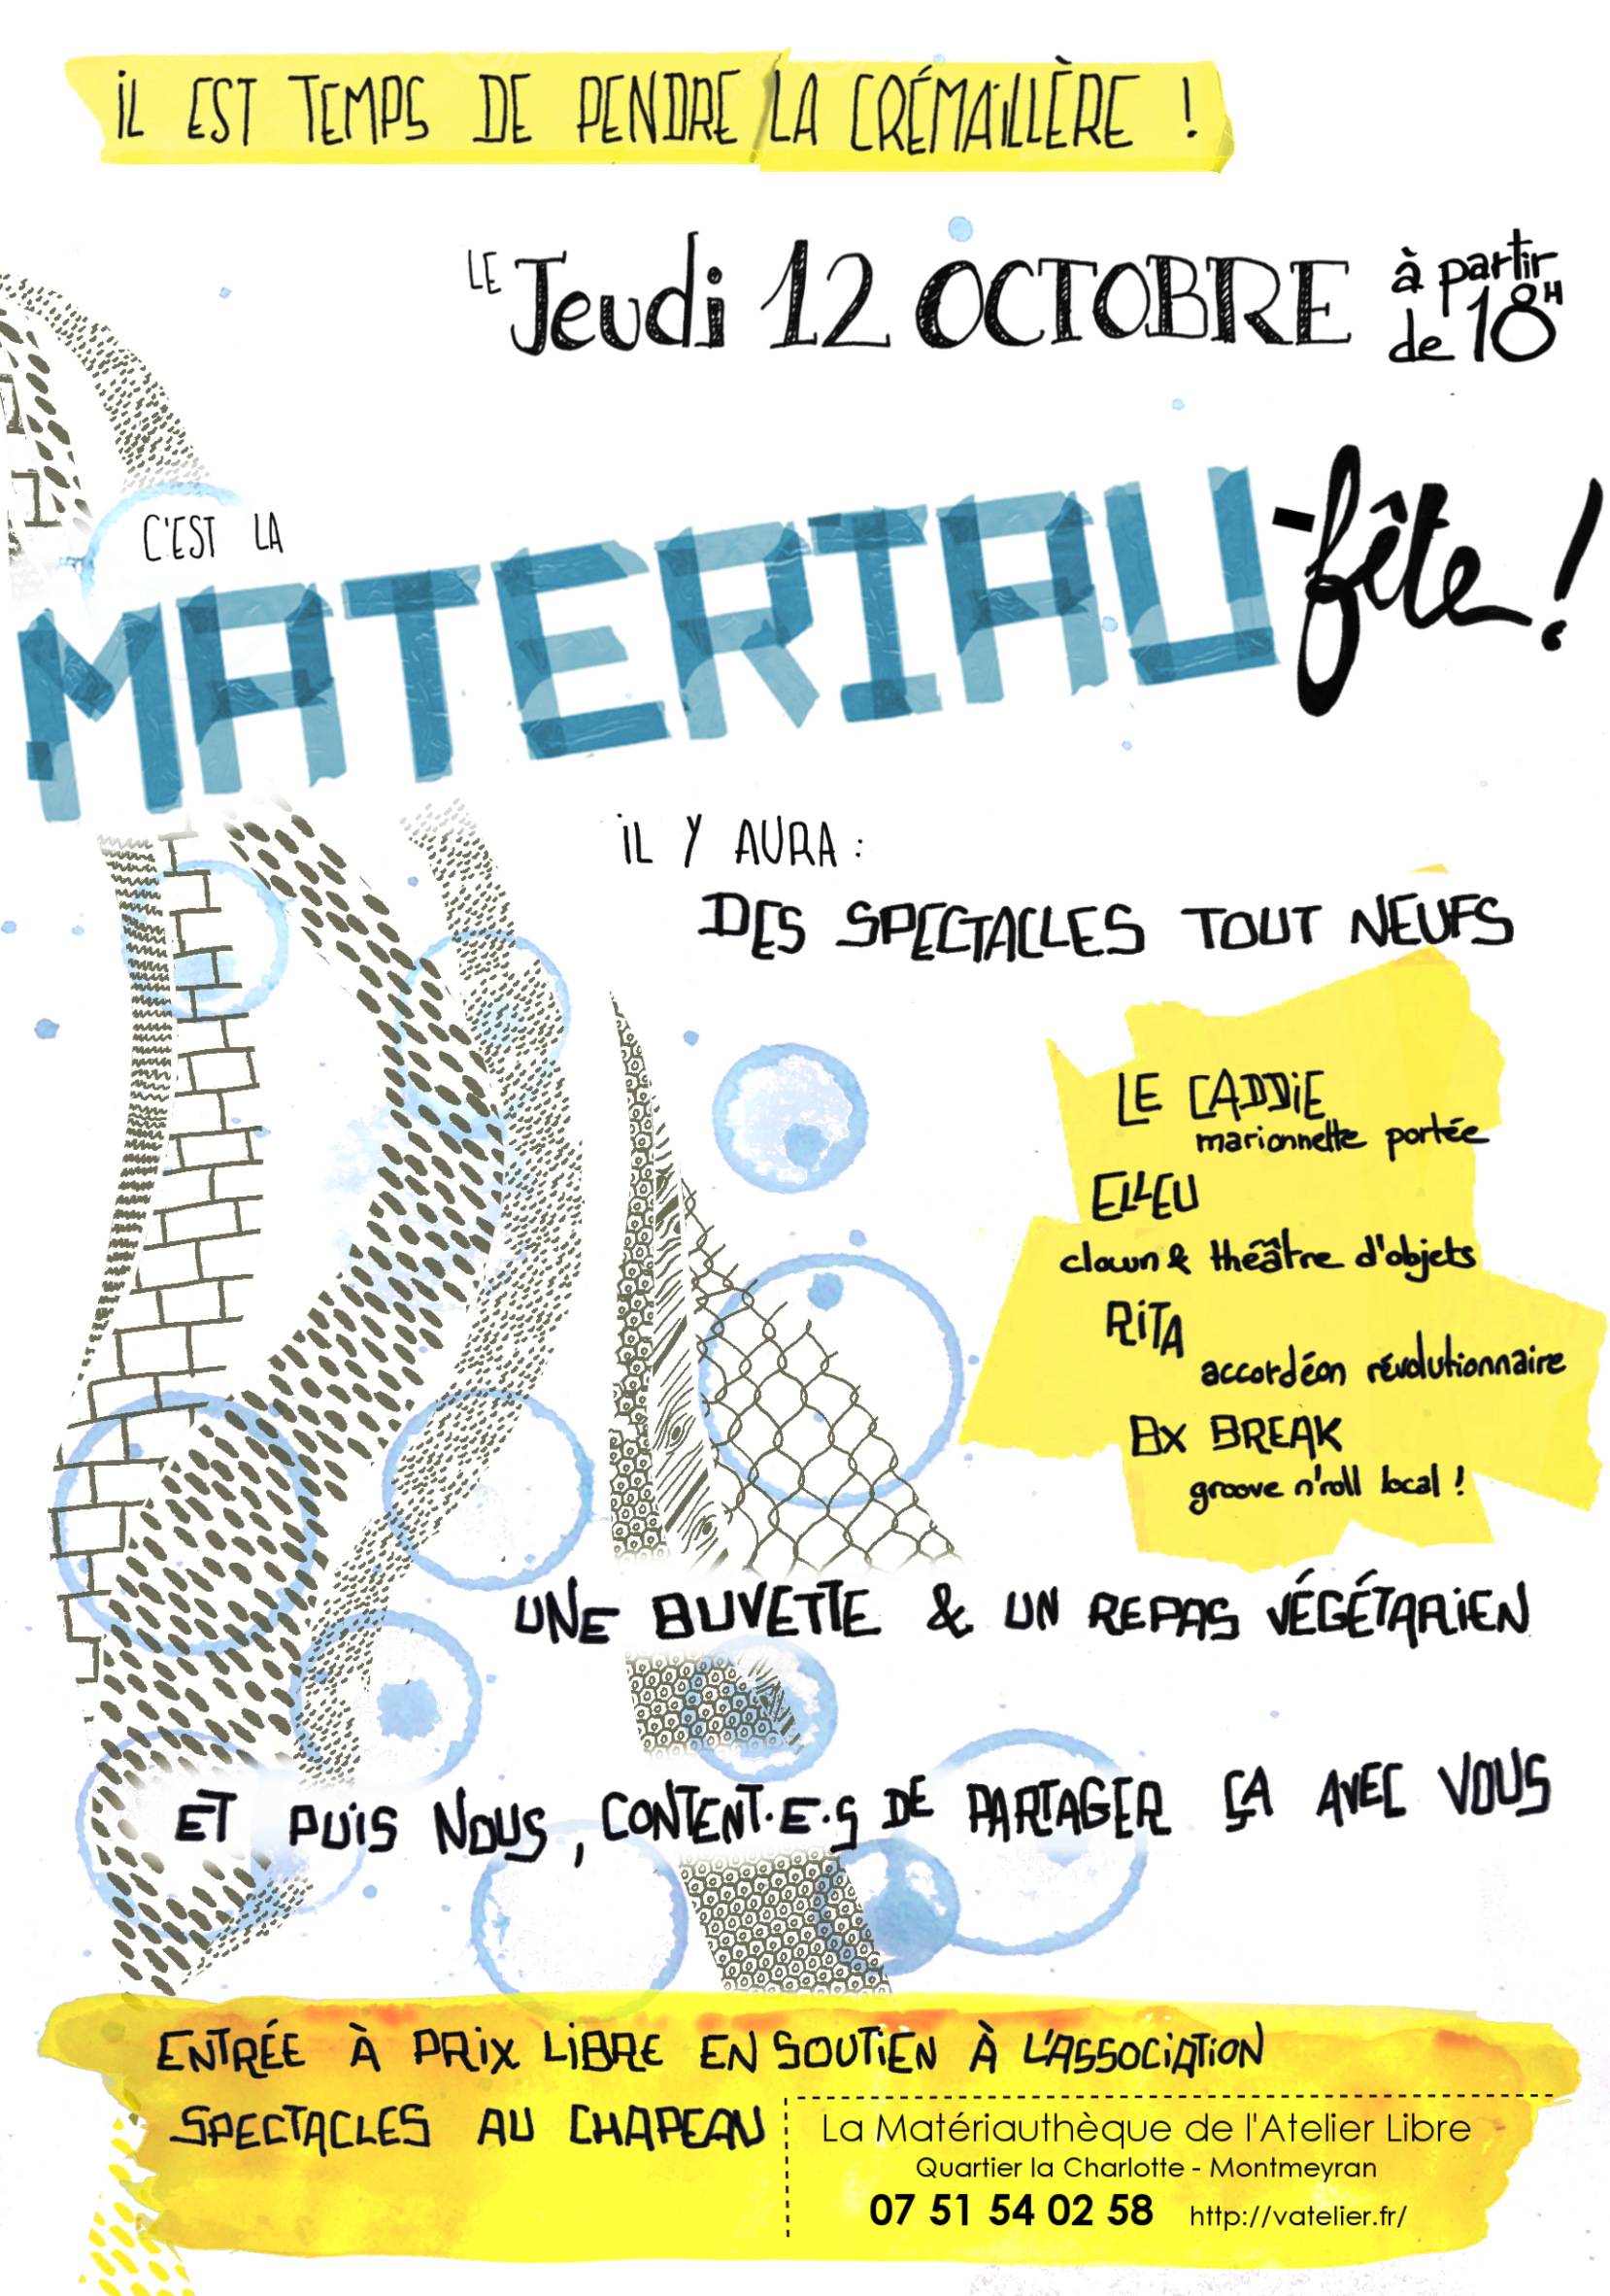 iL EST TEMPS DE PENDRE LA CRÉMAiLLÈRE !
LE Jeudi 12 OCTOBRE à partir de 18H
C'EST LA
MATERIAU-fête !
iL Y AURA :
DES SPECTACLES TOUT NEUFS
LE CADDiE
marionnette portée
ELLEU
clown & théâtre d'objets
RiTA
accordéon révolutionnaire
Bx BREAK
groove n'roll local !
UNE BUVETTE & UN REPAS VÉGÉTARiEN
ET PUiS NOUS, CONTENT·E·S DE PARTAGER ÇA AVEC VOUS
ENTRÉE À PRiX LiBRE EN SOUTiEN À L'ASSOCiATiON
SPECTACLES AU CHAPEAU
La Matériauthèque de l'Atelier Libre
Quartier la Charlotte - Montmeyran
07 51 54 02 58 http://vatelier.fr/